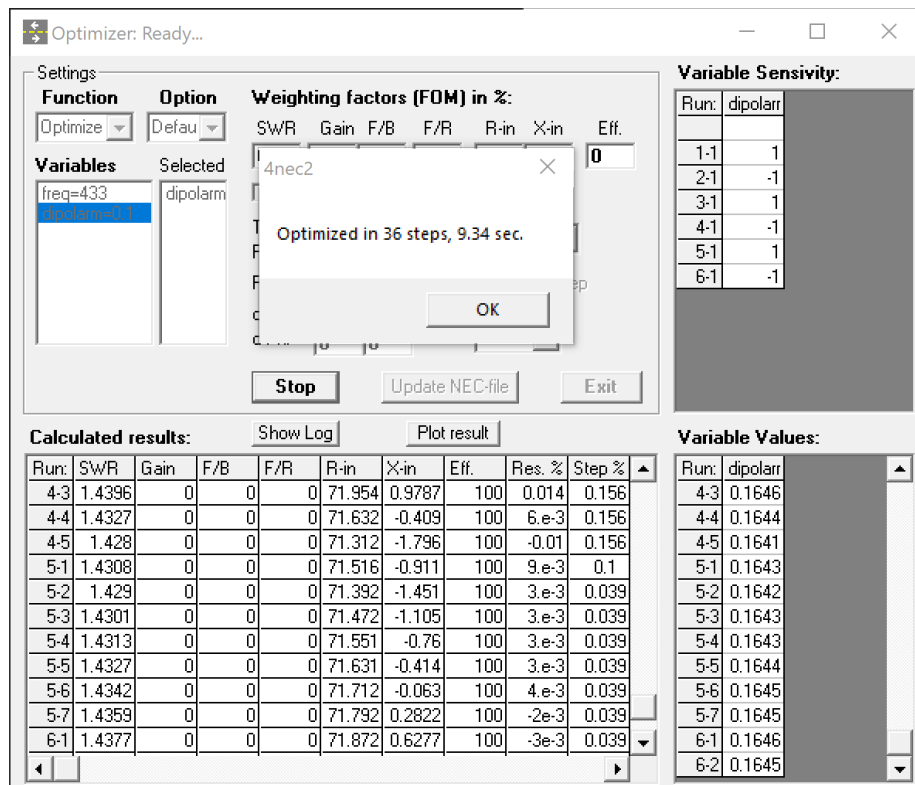 Optimizer: Ready...
Settings
Function Option Weighting factors (FOM) in %:
Optimize Defau SWR Gain F/B F/R R-in X-in Eff.
0
Variables Selected
freq=433 dipolarm
dipolarm=0.1
4nec2
Optimized in 36 steps, 9.34 sec.
OK
Stop Update NEC-file Exit
Variable Sensivity:
Run: dipolarr
1-1 1
2-1 -1
3-1 1
4-1 -1
5-1 1
6-1 -1
Calculated results: Show Log Plot result
Run: SWR Gain F/B F/R R-in X-in Eff. Res. % Step %
4-3 1.4396 0 0 0 71.954 0.9787 100 0.014 0.156
4-4 1.4327 0 0 0 71.632 -0.409 100 6.e-3 0.156
4-5 1.428 0 0 0 71.312 -1.796 100 -0.01 0.156
5-1 1.4308 0 0 0 71.516 -0.911 100 9.e-3 0.1
5-2 1.429 0 0 0 71.392 -1.451 100 3.e-3 0.039
5-3 1.4301 0 0 0 71.472 -1.105 100 3.e-3 0.039
5-4 1.4313 0 0 0 71.551 -0.76 100 3.e-3 0.039
5-5 1.4327 0 0 0 71.631 -0.414 100 3.e-3 0.039
5-6 1.4342 0 0 0 71.712 -0.063 100 4.e-3 0.039
5-7 1.4359 0 0 0 71.792 0.2822 100 -2e-3 0.039
6-1 1.4377 0 0 0 71.872 0.6277 100 -3e-3 0.039
Variable Values:
Run: dipolarr
4-3 0.1646
4-4 0.1644
4-5 0.1641
5-1 0.1643
5-2 0.1642
5-3 0.1643
5-4 0.1643
5-5 0.1644
5-6 0.1645
5-7 0.1645
6-1 0.1646
6-2 0.1645